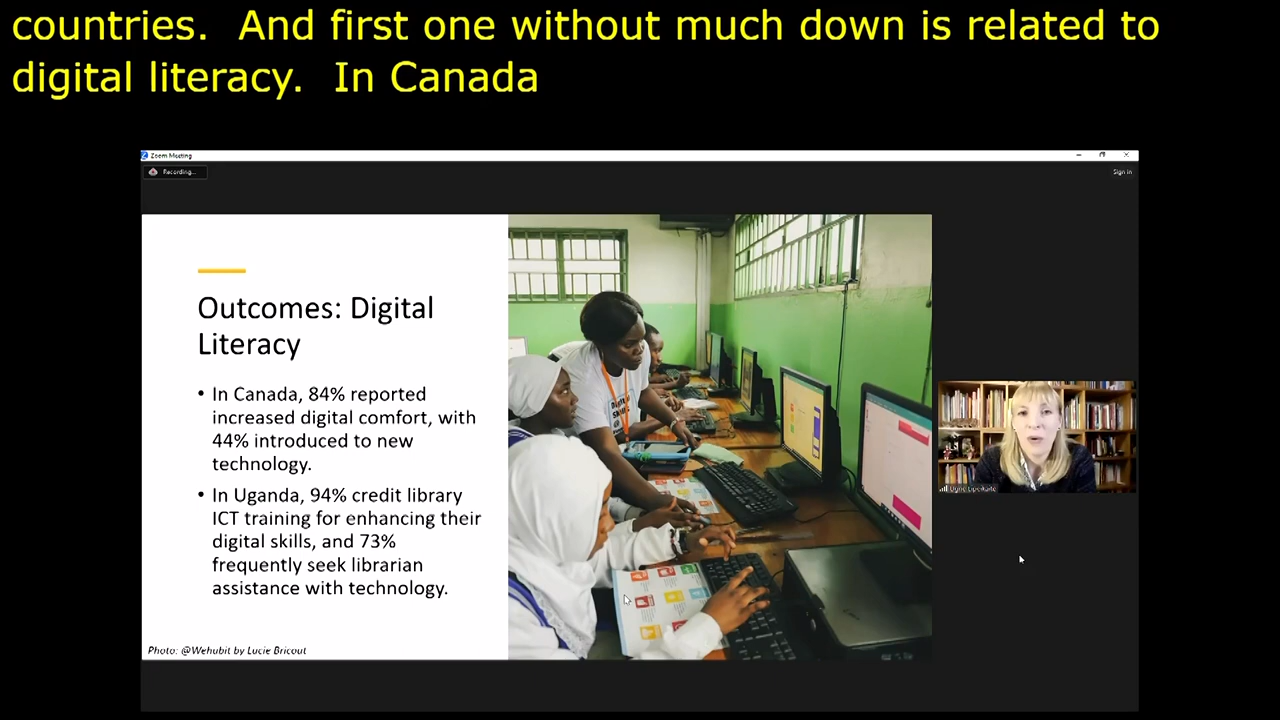 countries.  And first one without much down is related to
digital literacy.  In Canada
Zoom Meeting
Recording...
Sign in
Outcomes: Digital
Literacy
• In Canada, 84% reported
increased digital comfort, with
44% introduced to new
technology.
• In Uganda, 94% credit library
ICT training for enhancing their
digital skills, and 73%
frequently seek librarian
assistance with technology.
Photo: @Wehubit by Lucie Bricout